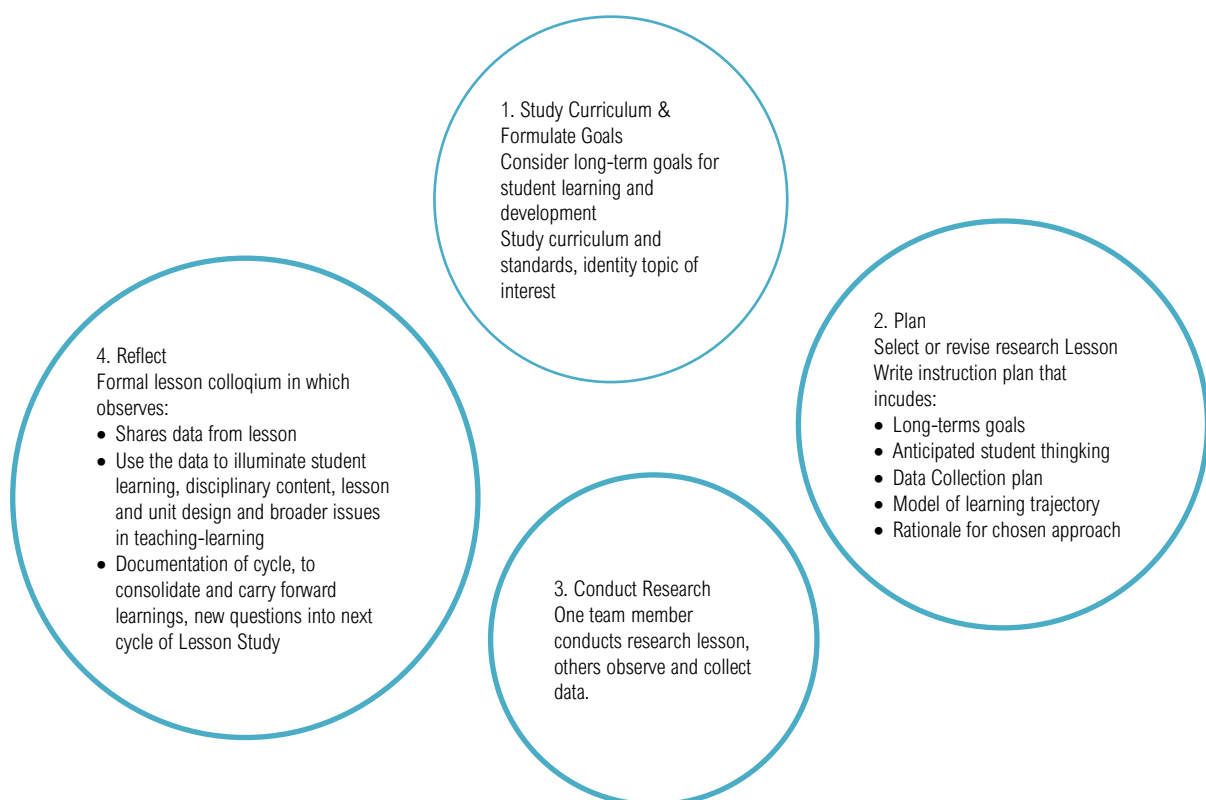 1. Study Curriculum &
Formulate Goals
Consider long-term goals for
student learning and
development
Study curriculum and
standards, identity topic of
interest
2. Plan
Select or revise research Lesson
Write instruction plan that
incudes:
• Long-terms goals
• Anticipated student thingking
• Data Collection plan
• Model of learning trajectory
• Rationale for chosen approach
3. Conduct Research
One team member
conducts research lesson,
others observe and collect
data.
4. Reflect
Formal lesson colloqium in which
observes:
• Shares data from lesson
• Use the data to illuminate student
learning, disciplinary content, lesson
and unit design and broader issues
in teaching-learning
• Documentation of cycle, to
consolidate and carry forward
learnings, new questions into next
cycle of Lesson Study